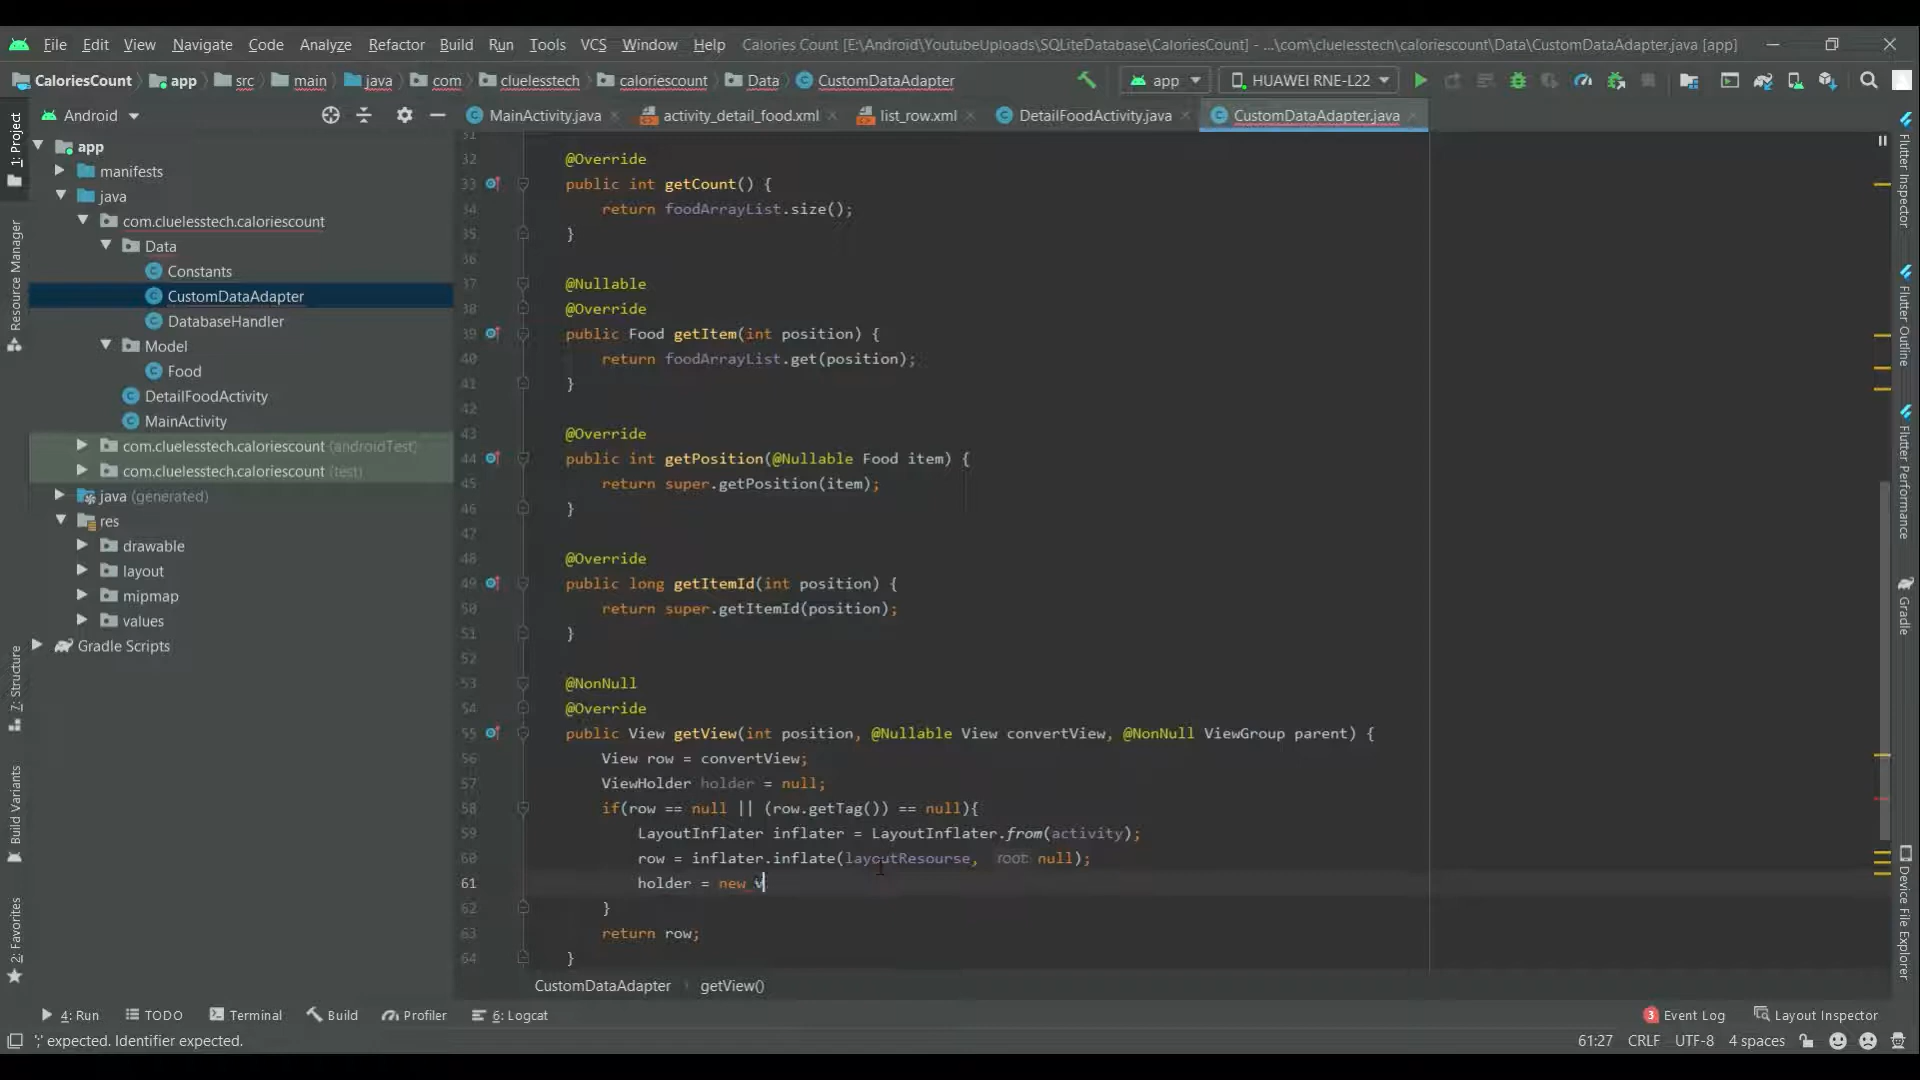 File Edit View Navigate Code Analyze Refactor Build Run Tools VCS Window Help CaloriesCount [E:\Android\YoutubeUploads\SQLiteDatabase\CaloriesCount] - ...\com\cluelesstech\caloriescount\Data\CustomDataAdapter.java [app]
CaloriesCount app src main java com cluelesstech caloriescount Data CustomDataAdapter app HUAWEI RNE-L22
Android MainActivity.java activity_detail_food.xml list_row.xml DetailFoodActivity.java CustomDataAdapter.java
1: Project
Resource Manager
7: Structure
Build Variants
2: Favorites
app
manifests
java
com.cluelesstech.caloriescount
Data
Constants
CustomDataAdapter
DatabaseHandler
Model
Food
DetailFoodActivity
MainActivity
com.cluelesstech.caloriescount (androidTest)
com.cluelesstech.caloriescount (test)
java (generated)
res
drawable
layout
mipmap
values
Gradle Scripts
31
32 @Override
33 public int getCount() {
34 return foodArrayList.size();
35 }
36
37 @Nullable
38 @Override
39 public Food getItem(int position) {
40 return foodArrayList.get(position);
41 }
42
43 @Override
44 public int getPosition(@Nullable Food item) {
45 return super.getPosition(item);
46 }
47
48 @Override
49 public long getItemId(int position) {
50 return super.getItemId(position);
51 }
52
53 @NonNull
54 @Override
55 public View getView(int position, @Nullable View convertView, @NonNull ViewGroup parent) {
56 View row = convertView;
57 ViewHolder holder = null;
58 if(row == null || (row.getTag()) == null){
59 LayoutInflater inflater = LayoutInflater.from(activity);
60 row = inflater.inflate(layoutResourse, root: null);
61 holder = new V
62 }
63 return row;
64 }
CustomDataAdapter getView()
Flutter Inspector
Flutter Outline
Flutter Performance
Gradle
Device File Explorer
4: Run TODO Terminal Build Profiler 6: Logcat 3 Event Log Layout Inspector
';' expected. Identifier expected. 61:27 CRLF UTF-8 4 spaces